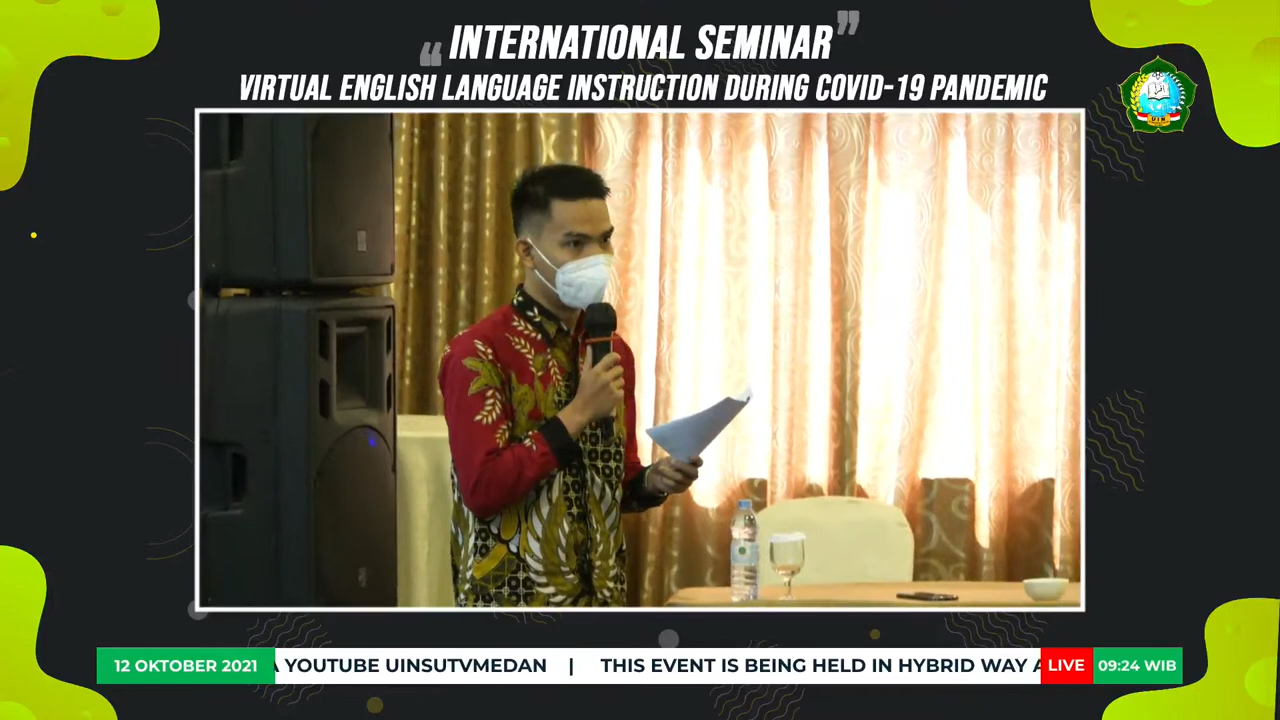 “ INTERNATIONAL SEMINAR ”
VIRTUAL ENGLISH LANGUAGE INSTRUCTION DURING COVID-19 PANDEMIC
UIN
12 OKTOBER 2021
YOUTUBE UINSUTVMEDAN | THIS EVENT IS BEING HELD IN HYBRID WAY
LIVE
09:24 WIB